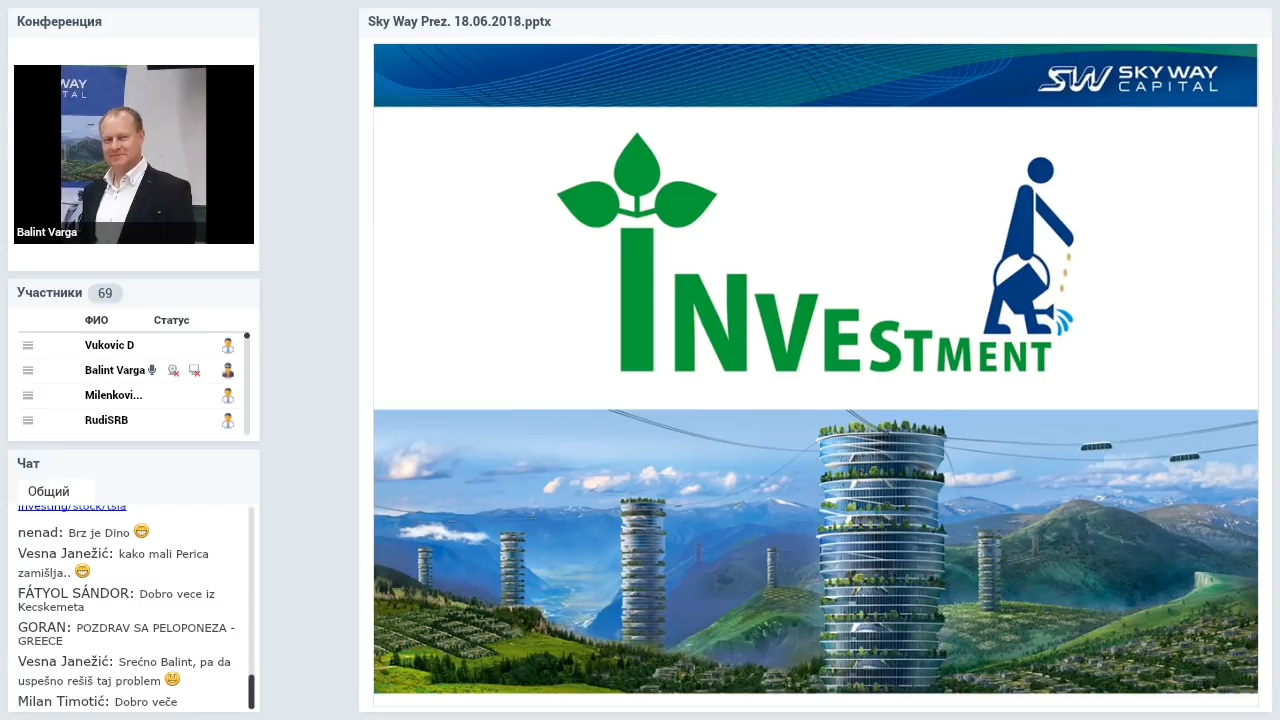 Конференция
Balint Varga
Участники 69
ФИО Статус
Vukovic D
Balint Varga
Milenkovi...
RudiSRB
Чат
Общий
investing/stock/tsla
nenad: Brz je Dino
Vesna Janežić: kako mali Perica
zamišlja..
FÁTYOL SÁNDOR: Dobro vece iz
Kecskemeta
GORAN: POZDRAV SA PELOPONEZA -
GREECE
Vesna Janežić: Srećno Balint, pa da
uspešno rešiš taj problem
Milan Timotić: Dobro veče
Sky Way Prez. 18.06.2018.pptx
SW SKY WAY
CAPITAL
INVESTMENT